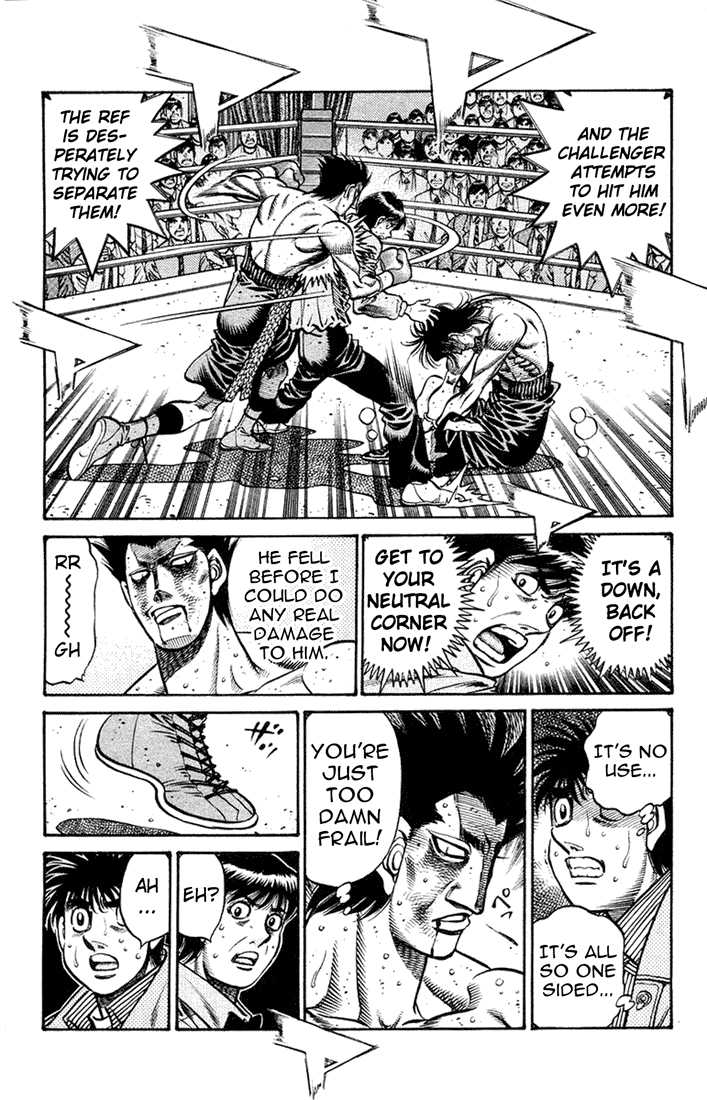 AND THE
CHALLENGER
ATTEMPTS
TO HIT HIM
EVEN MORE!
THE REF
IS DES-
PERATELY
TRYING TO
SEPARATE
THEM!
IT'S A
DOWN,
BACK
OFF!
GET TO
YOUR
NEUTRAL
CORNER
NOW!
HE FELL
BEFORE I
COULD DO
ANY REAL
DAMAGE
TO HIM.
RR
GH
IT'S NO
USE...
IT'S ALL
SO ONE
SIDED...
YOU'RE
JUST
TOO
DAMN
FRAIL!
ペ
ザ
EH?
AH
...